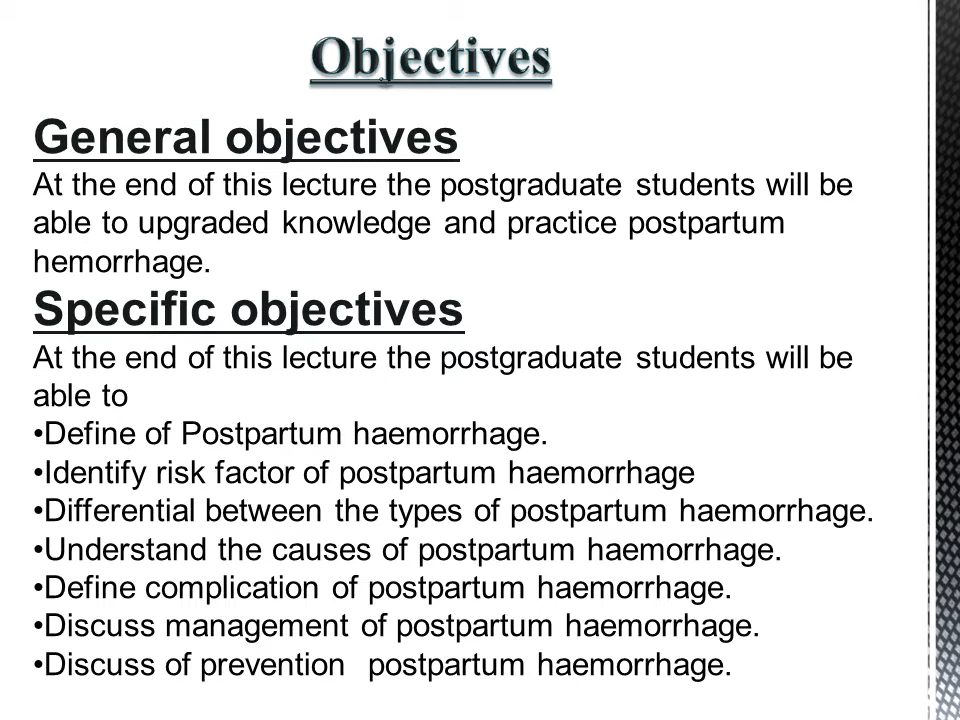 Objectives
General objectives
At the end of this lecture the postgraduate students will be
able to upgraded knowledge and practice postpartum
hemorrhage.
Specific objectives
At the end of this lecture the postgraduate students will be
able to
•Define of Postpartum haemorrhage.
•Identify risk factor of postpartum haemorrhage
•Differential between the types of postpartum haemorrhage.
•Understand the causes of postpartum haemorrhage.
•Define complication of postpartum haemorrhage.
•Discuss management of postpartum haemorrhage.
•Discuss of prevention  postpartum haemorrhage.